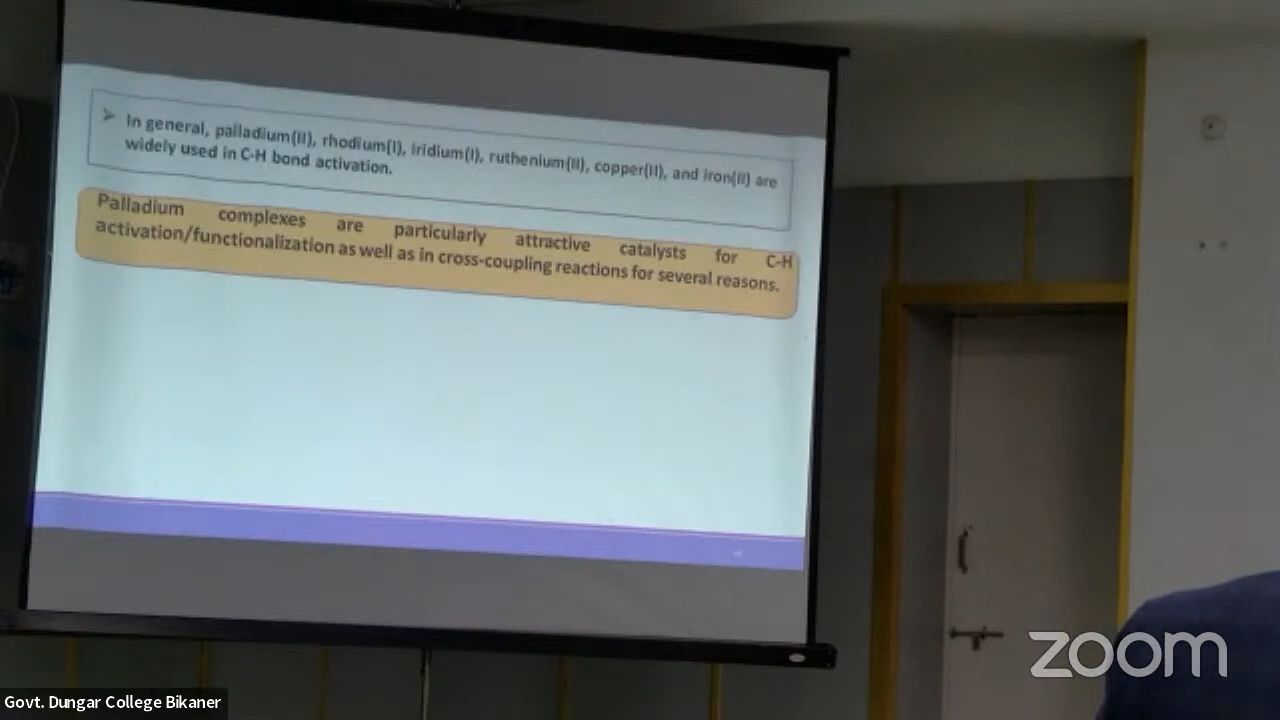 ➤ In general, palladium(II), rhodium(I), iridium(I), ruthenium(II), copper(II), and iron(II) are
widely used in C-H bond activation.
Palladium complexes are particularly attractive catalysts for C-H
activation/functionalization as well as in cross-coupling reactions for several reasons.
zoom
Govt. Dungar College Bikaner